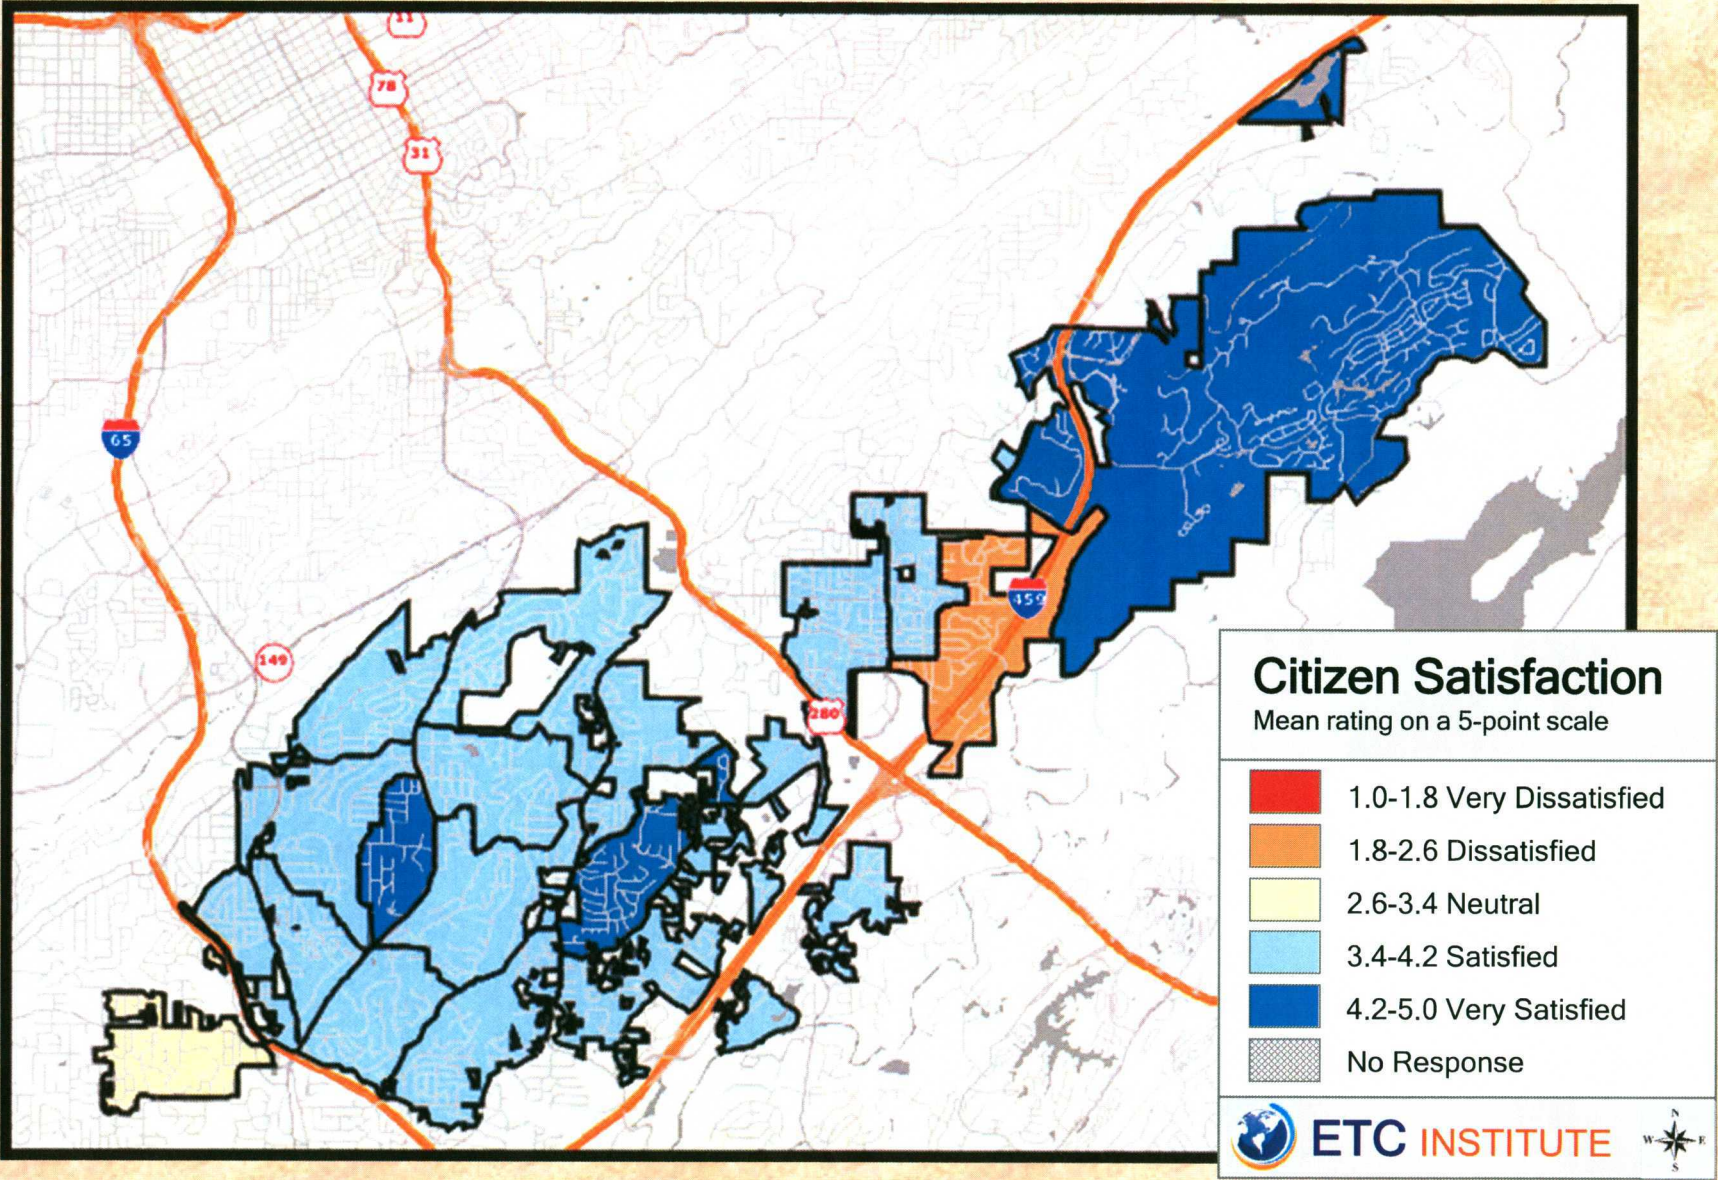 11
78
31
65
149
459
280
Citizen Satisfaction
Mean rating on a 5-point scale
1.0-1.8 Very Dissatisfied
1.8-2.6 Dissatisfied
2.6-3.4 Neutral
3.4-4.2 Satisfied
4.2-5.0 Very Satisfied
No Response
ETC INSTITUTE
N
W E
S